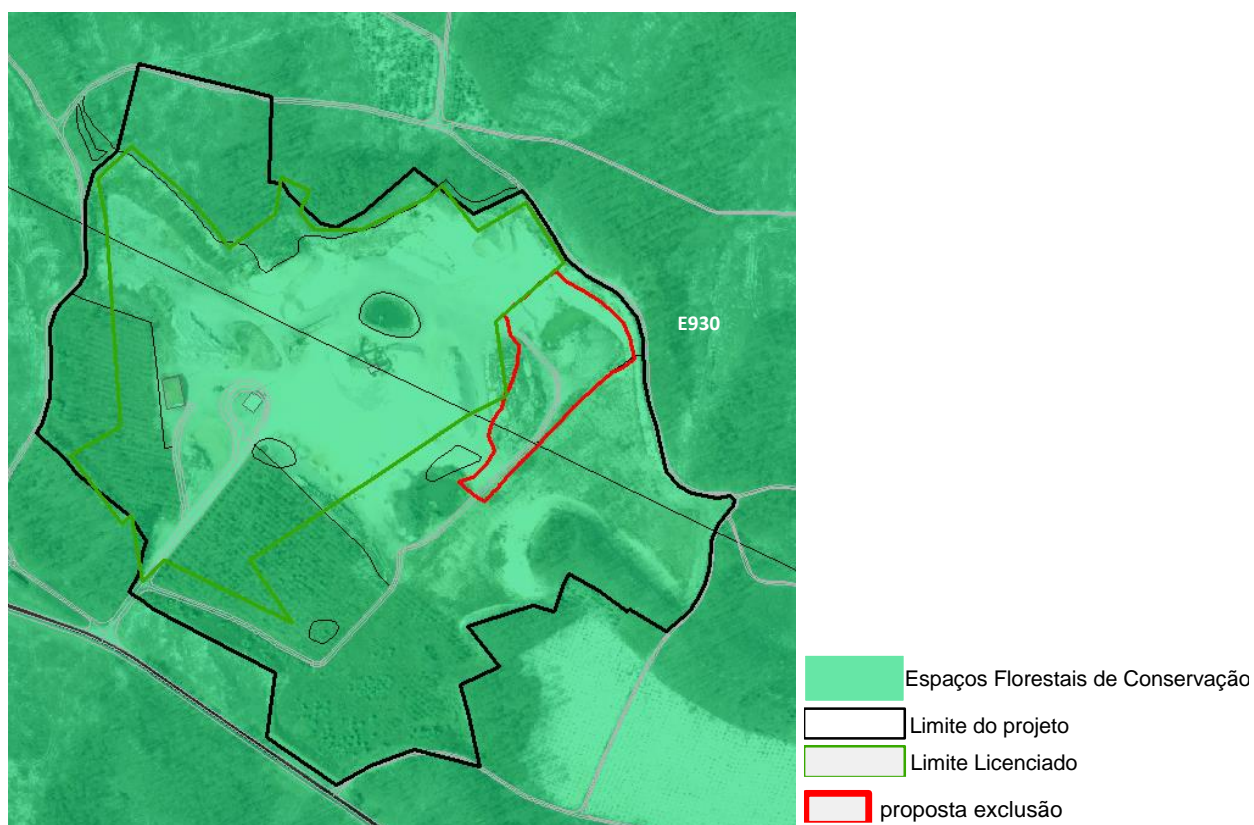 E930
Espaços Florestais de Conservação
Limite do projeto
Limite Licenciado
proposta exclusão